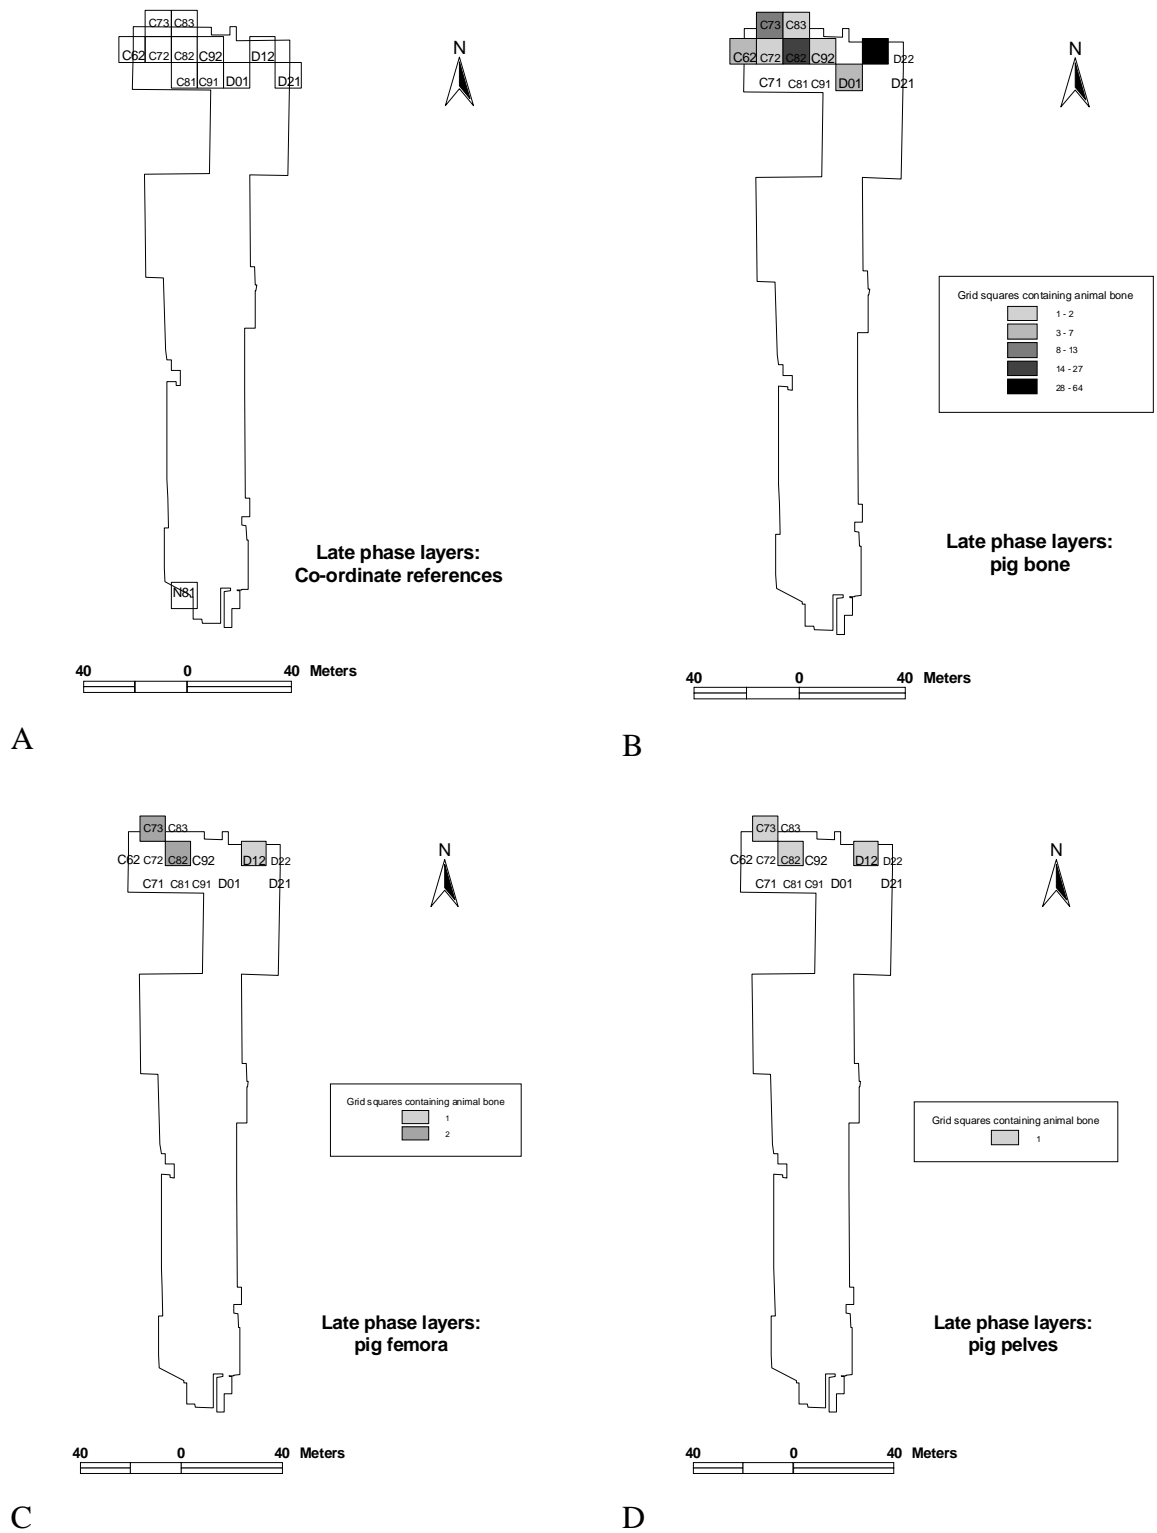 C73 C83
C62 C72 C82 C92 D12
C81 C91 D01 D21
N
Late phase layers:
Co-ordinate references
N81
40 0 40 Meters
A
C73 C83
C62 C72 C82 C92 D22
C71 C81 C91 D01 D21
N
Grid squares containing animal bone
1 - 2
3 - 7
8 - 13
14 - 27
28 - 64
Late phase layers:
pig bone
40 0 40 Meters
B
C73 C83
C62 C72 C82 C92 D12 D22
C71 C81 C91 D01 D21
N
Grid squares containing animal bone
1
2
Late phase layers:
pig femora
40 0 40 Meters
C
C73 C83
C62 C72 C82 C92 D12 D22
C71 C81 C91 D01 D21
N
Grid squares containing animal bone
1
Late phase layers:
pig pelves
40 0 40 Meters
D